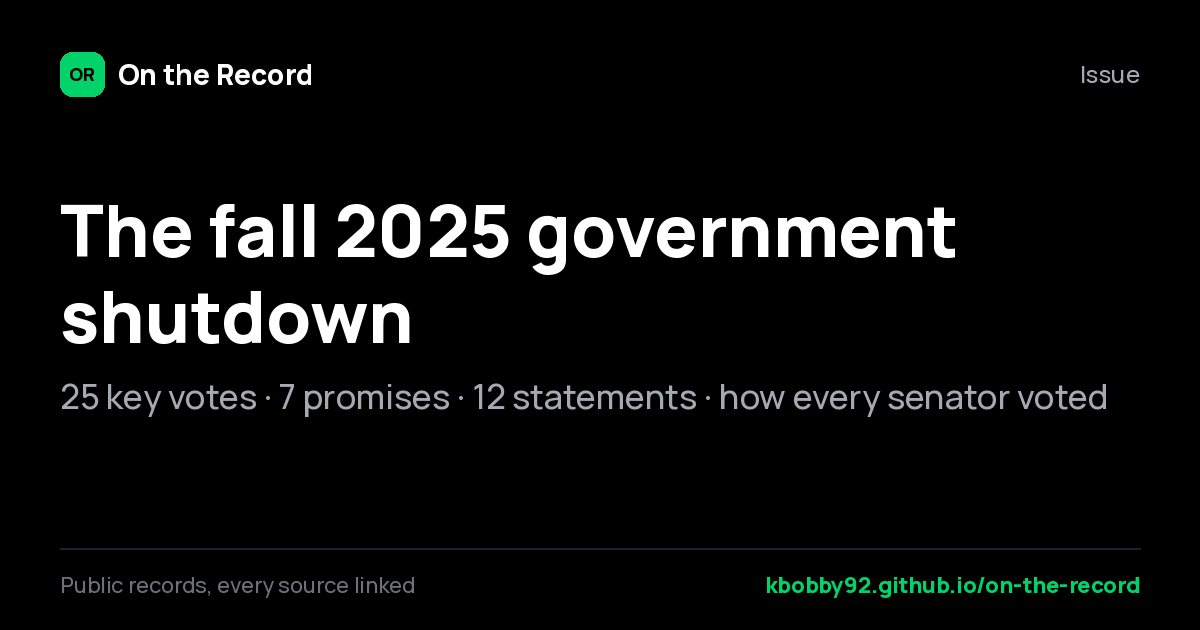 OR On the Record
Issue
The fall 2025 government
shutdown
25 key votes · 7 promises · 12 statements · how every senator voted
Public records, every source linked
kbobby92.github.io/on-the-record